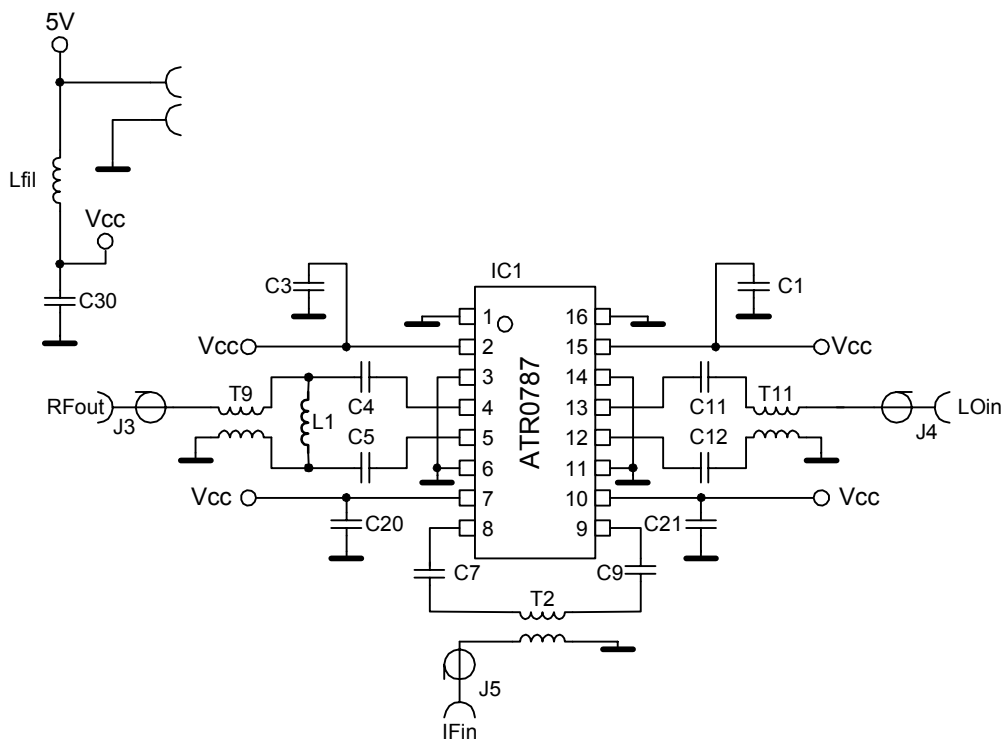 5V
Lfil
Vcc
C30
C3
IC1
C1
1
16
Vcc
2
15
Vcc
3
14
T9
C4
C11
T11
RFout
4
13
LOin
J3
L1
ATR0787
J4
C5
5
12
C12
6
11
Vcc
7
10
Vcc
C20
8
9
C21
C7
C9
T2
J5
IFin